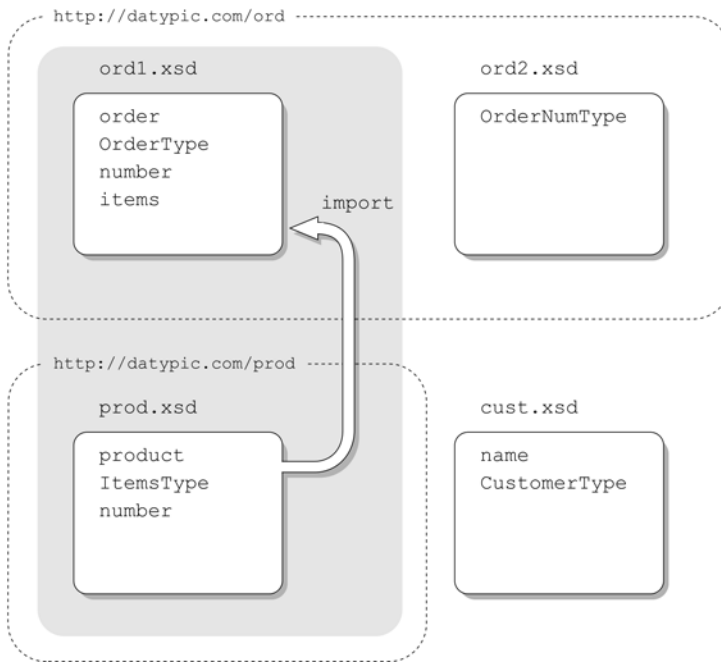 http://datypic.com/ord
ord1.xsd
order
OrderType
number
items
ord2.xsd
OrderNumType
import
http://datypic.com/prod
prod.xsd
product
ItemsType
number
cust.xsd
name
CustomerType